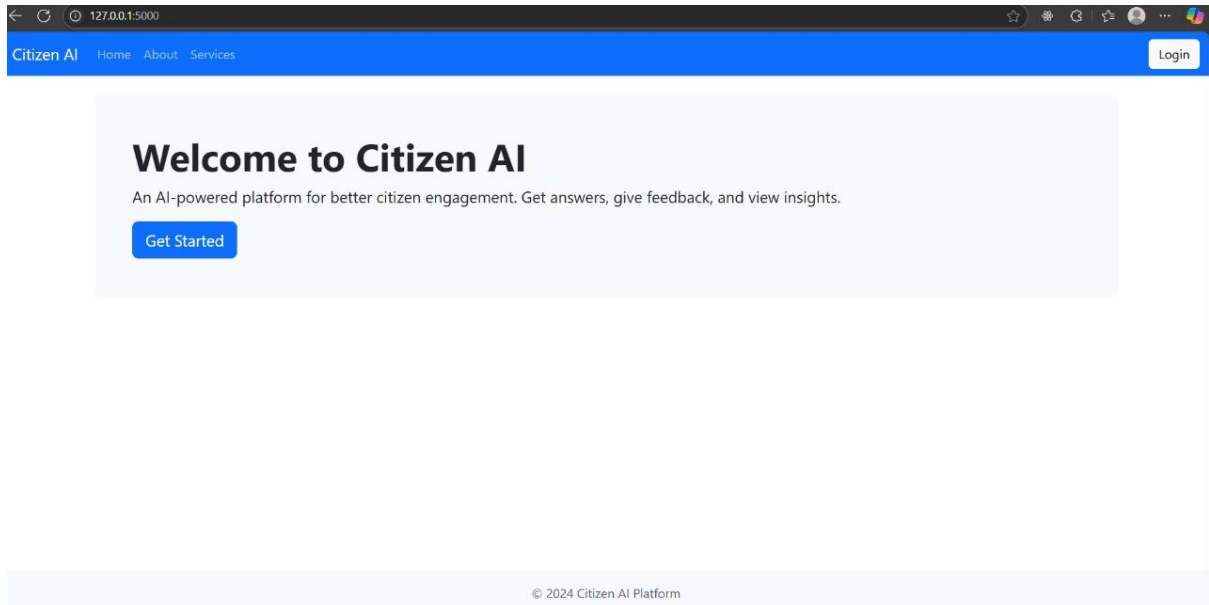 127.0.0.1:5000
Citizen AI Home About Services Login
Welcome to Citizen AI
An AI-powered platform for better citizen engagement. Get answers, give feedback, and view insights.
Get Started
© 2024 Citizen AI Platform